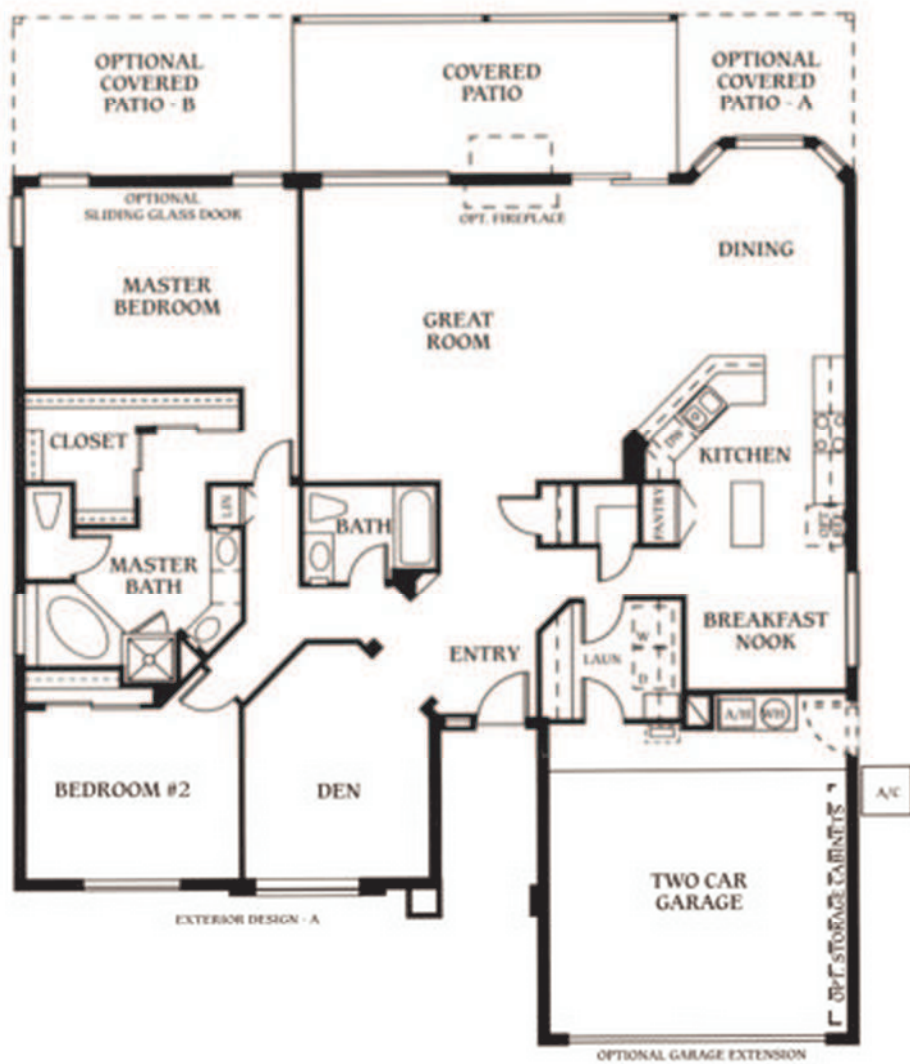 OPTIONAL
COVERED
PATIO - B
COVERED
PATIO
OPTIONAL
COVERED
PATIO - A
OPTIONAL
SLIDING GLASS DOOR
OPT. FIREPLACE
DINING
MASTER
BEDROOM
GREAT
ROOM
CLOSET
KITCHEN
DW
LIN
BATH
PANTRY
MASTER
BATH
BREAKFAST
NOOK
ENTRY
LAUN
W
D
A/H
WH
BEDROOM #2
DEN
A/C
TWO CAR
GARAGE
OPT. STORAGE CABINETS
EXTERIOR DESIGN - A
OPTIONAL GARAGE EXTENSION